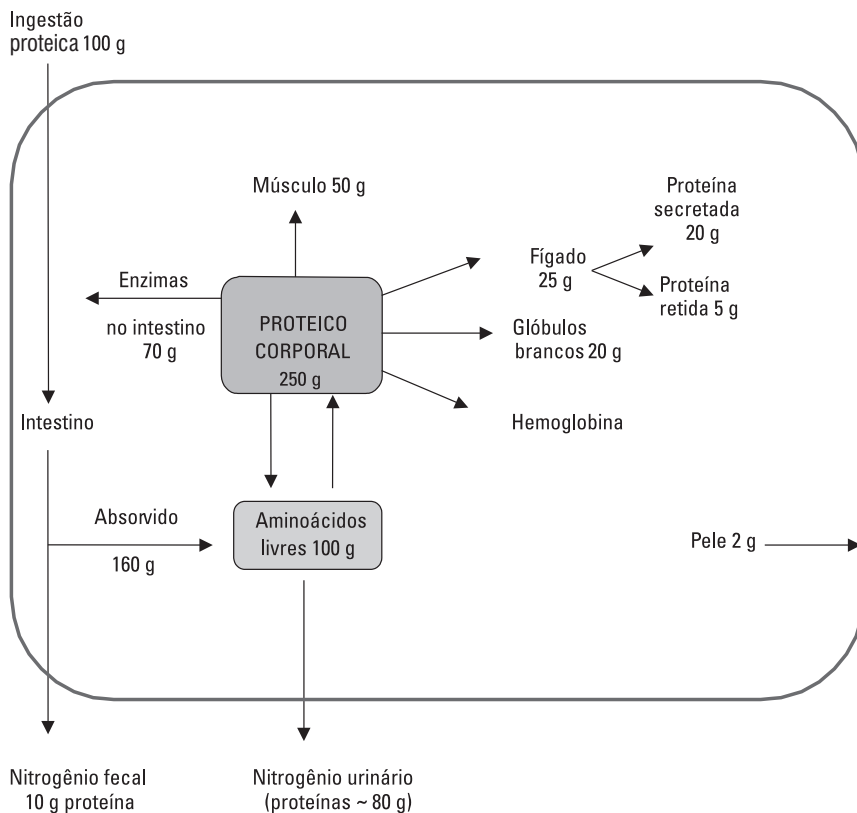 Ingestão
proteica 100 g
Músculo 50 g
Proteína
secretada
20 g
Enzimas
no intestino
70 g
PROTEICO
CORPORAL
250 g
Fígado
25 g
Proteína
retida 5 g
Glóbulos
brancos 20 g
Hemoglobina
Intestino
Absorvido
160 g
Aminoácidos
livres 100 g
Pele 2 g
Nitrogênio fecal
10 g proteína
Nitrogênio urinário
(proteínas ~ 80 g)